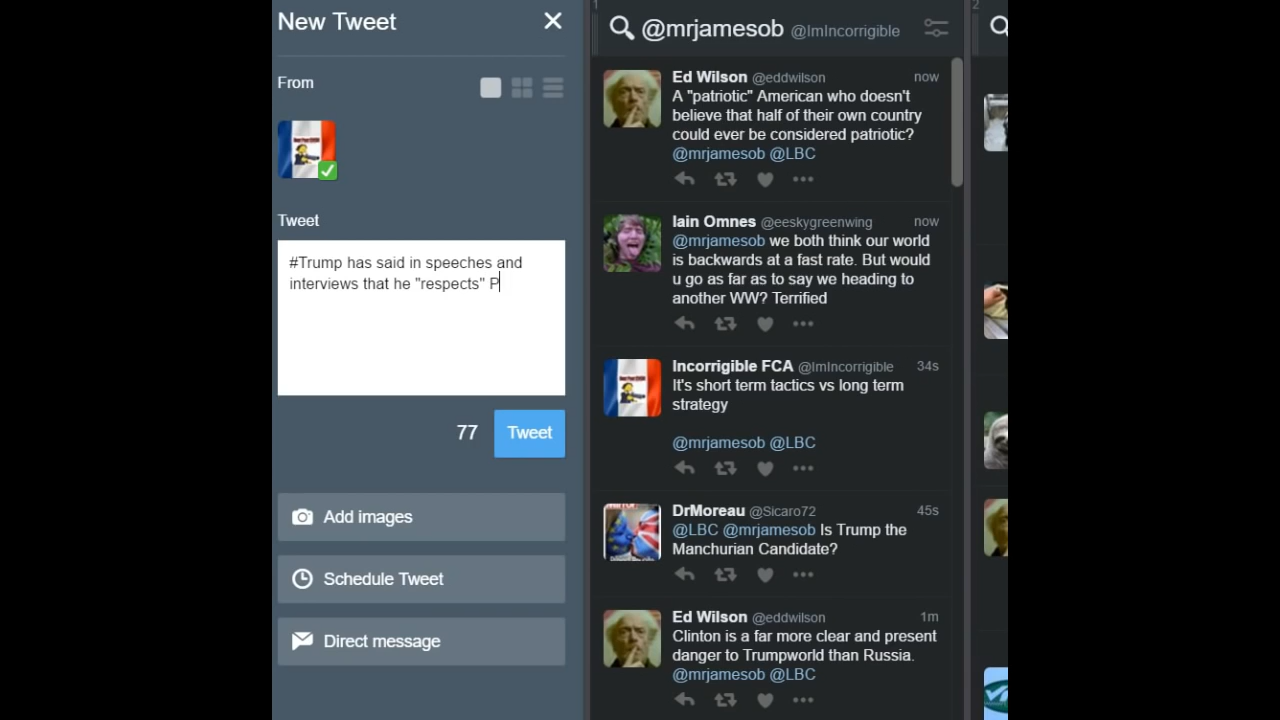 New Tweet
From
Tweet
#Trump has said in speeches and
interviews that he "respects" P
77
Tweet
Add images
Schedule Tweet
Direct message
1
@mrjamesob @ImIncorrigible
Ed Wilson @eddwilson now
A "patriotic" American who doesn't
believe that half of their own country
could ever be considered patriotic?
@mrjamesob @LBC
Iain Omnes @eeskygreenwing now
@mrjamesob we both think our world
is backwards at a fast rate. But would
u go as far as to say we heading to
another WW? Terrified
Incorrigible FCA @ImIncorrigible 34s
It's short term tactics vs long term
strategy
@mrjamesob @LBC
DrMoreau @Sicaro72 45s
@LBC @mrjamesob Is Trump the
Manchurian Candidate?
Ed Wilson @eddwilson 1m
Clinton is a far more clear and present
danger to Trumpworld than Russia.
@mrjamesob @LBC
2